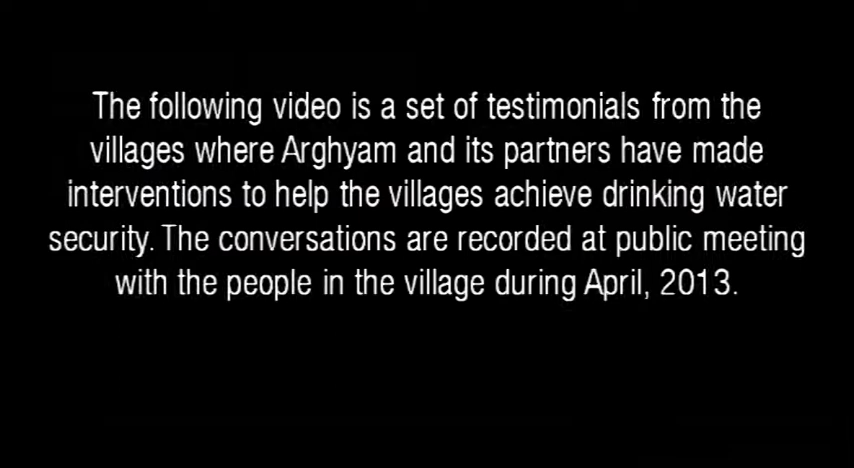 The following video is a set of testimonials from the
villages where Arghyam and its partners have made
interventions to help the villages achieve drinking water
security. The conversations are recorded at public meeting
with the people in the village during April, 2013.